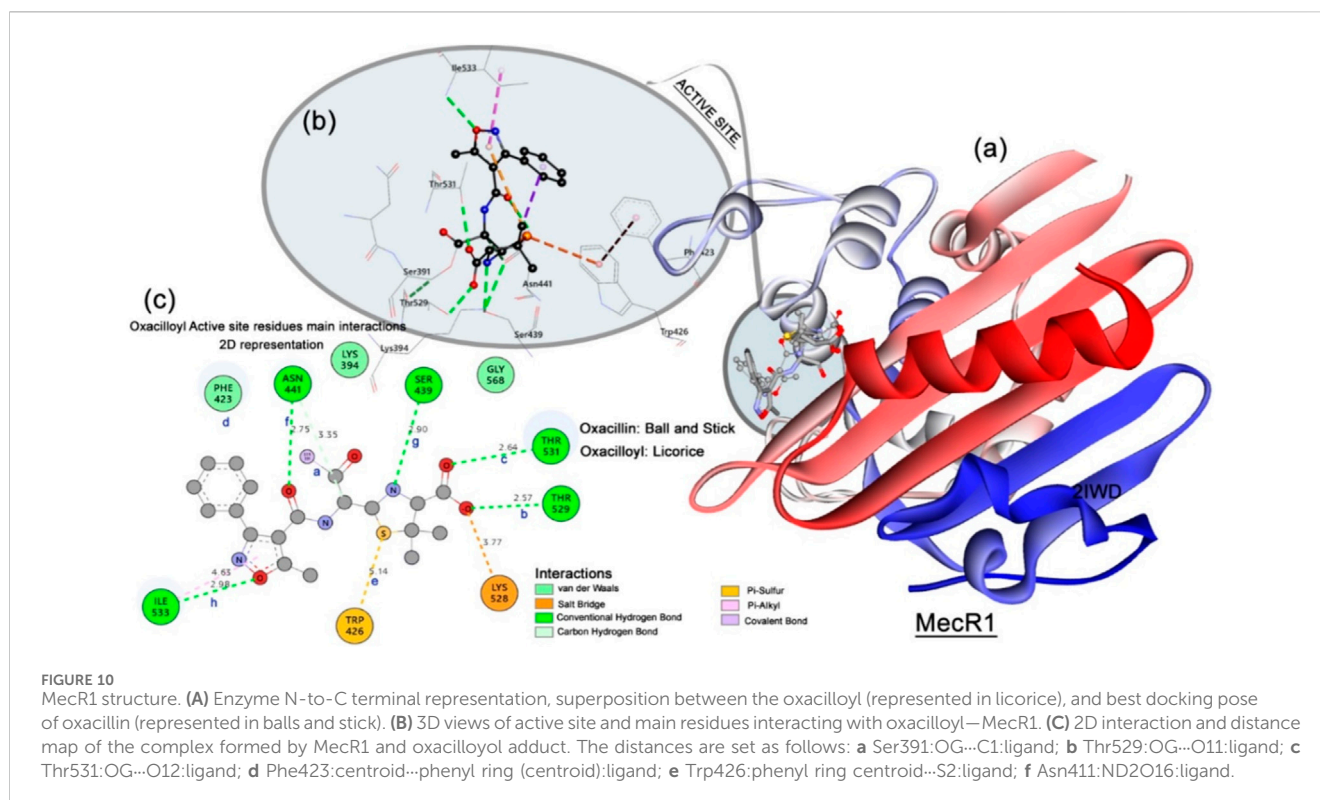 Ile533
(b)
ACTIVE SITE
(a)
Thr531
Phe423
Ser391
Asn441
(c)
Thr529
Trp426
Oxacilloyl Active site residues main interactions
2D representation
Lys394
Ser439
LYS
394
GLY
568
PHE
423
d
ASN
441
SER
439
f
2.75
3.35
a
2.90
g
2.64
c
THR
531
Oxacillin: Ball and Stick
Oxacilloyl: Licorice
2IWD
O
O
O
N
O
N
O
2.57
b
THR
529
S
N
O
4.63
2.98
h
ILE
533
5.14
e
TRP
426
3.77
LYS
528
Interactions
van der Waals
Salt Bridge
Conventional Hydrogen Bond
Carbon Hydrogen Bond
Pi-Sulfur
Pi-Alkyl
Covalent Bond
MecR1
FIGURE 10
MecR1 structure. (A) Enzyme N-to-C terminal representation, superposition between the oxacilloyl (represented in licorice), and best docking pose
of oxacillin (represented in balls and stick). (B) 3D views of active site and main residues interacting with oxacilloyl—MecR1. (C) 2D interaction and distance
map of the complex formed by MecR1 and oxacilloyol adduct. The distances are set as follows: a Ser391:OG···C1:ligand; b Thr529:OG···O11:ligand; c
Thr531:OG···O12:ligand; d Phe423:centroid···phenyl ring (centroid):ligand; e Trp426:phenyl ring centroid···S2:ligand; f Asn411:ND2O16:ligand.